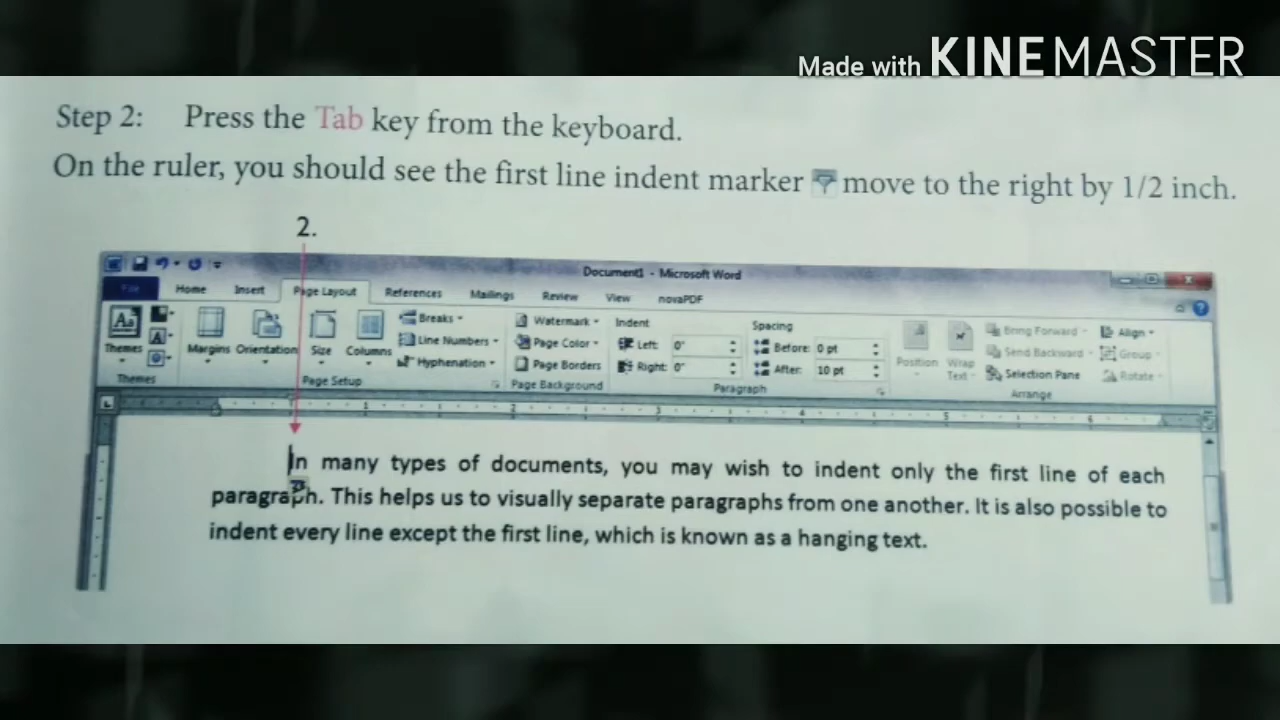 Made with KINEMASTER
Step 2: Press the Tab key from the keyboard.
On the ruler, you should see the first line indent marker move to the right by 1/2 inch.
2.
Document1 - Microsoft Word
File Home Insert Page Layout References Mailings Review View novaPDF
Themes Margins Orientation Size Columns Breaks Line Numbers Hyphenation Watermark Page Color Page Borders Indent Left: 0" Right: 0" Spacing Before: 0 pt After: 10 pt Position Wrap Text Bring Forward Send Backward Selection Pane Align Group Rotate
Themes Page Setup Page Background Paragraph Arrange
1 2 3 4 5 6
In many types of documents, you may wish to indent only the first line of each
paragraph. This helps us to visually separate paragraphs from one another. It is also possible to
indent every line except the first line, which is known as a hanging text.